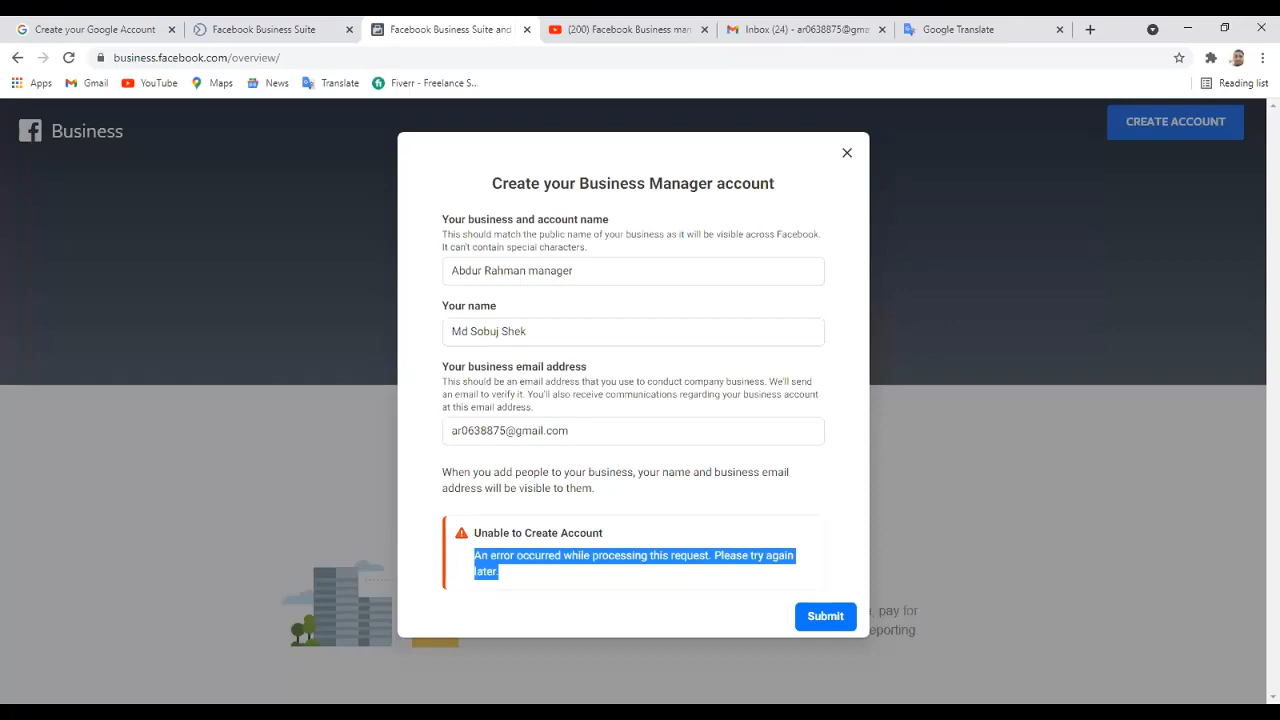 Create your Google Account
Facebook Business Suite
Facebook Business Suite and
(200) Facebook Business man
Inbox (24) - ar0638875@gma
Google Translate
business.facebook.com/overview/
Apps
Gmail
YouTube
Maps
News
Translate
Fiverr - Freelance S...
Reading list
Business
CREATE ACCOUNT
Create your Business Manager account
Your business and account name
This should match the public name of your business as it will be visible across Facebook.
It can't contain special characters.
Abdur Rahman manager
Your name
Md Sobuj Shek
Your business email address
This should be an email address that you use to conduct company business. We'll send
an email to verify it. You'll also receive communications regarding your business account
at this email address.
ar0638875@gmail.com
When you add people to your business, your name and business email
address will be visible to them.
Unable to Create Account
An error occurred while processing this request. Please try again
later.
Submit
, pay for
eporting.